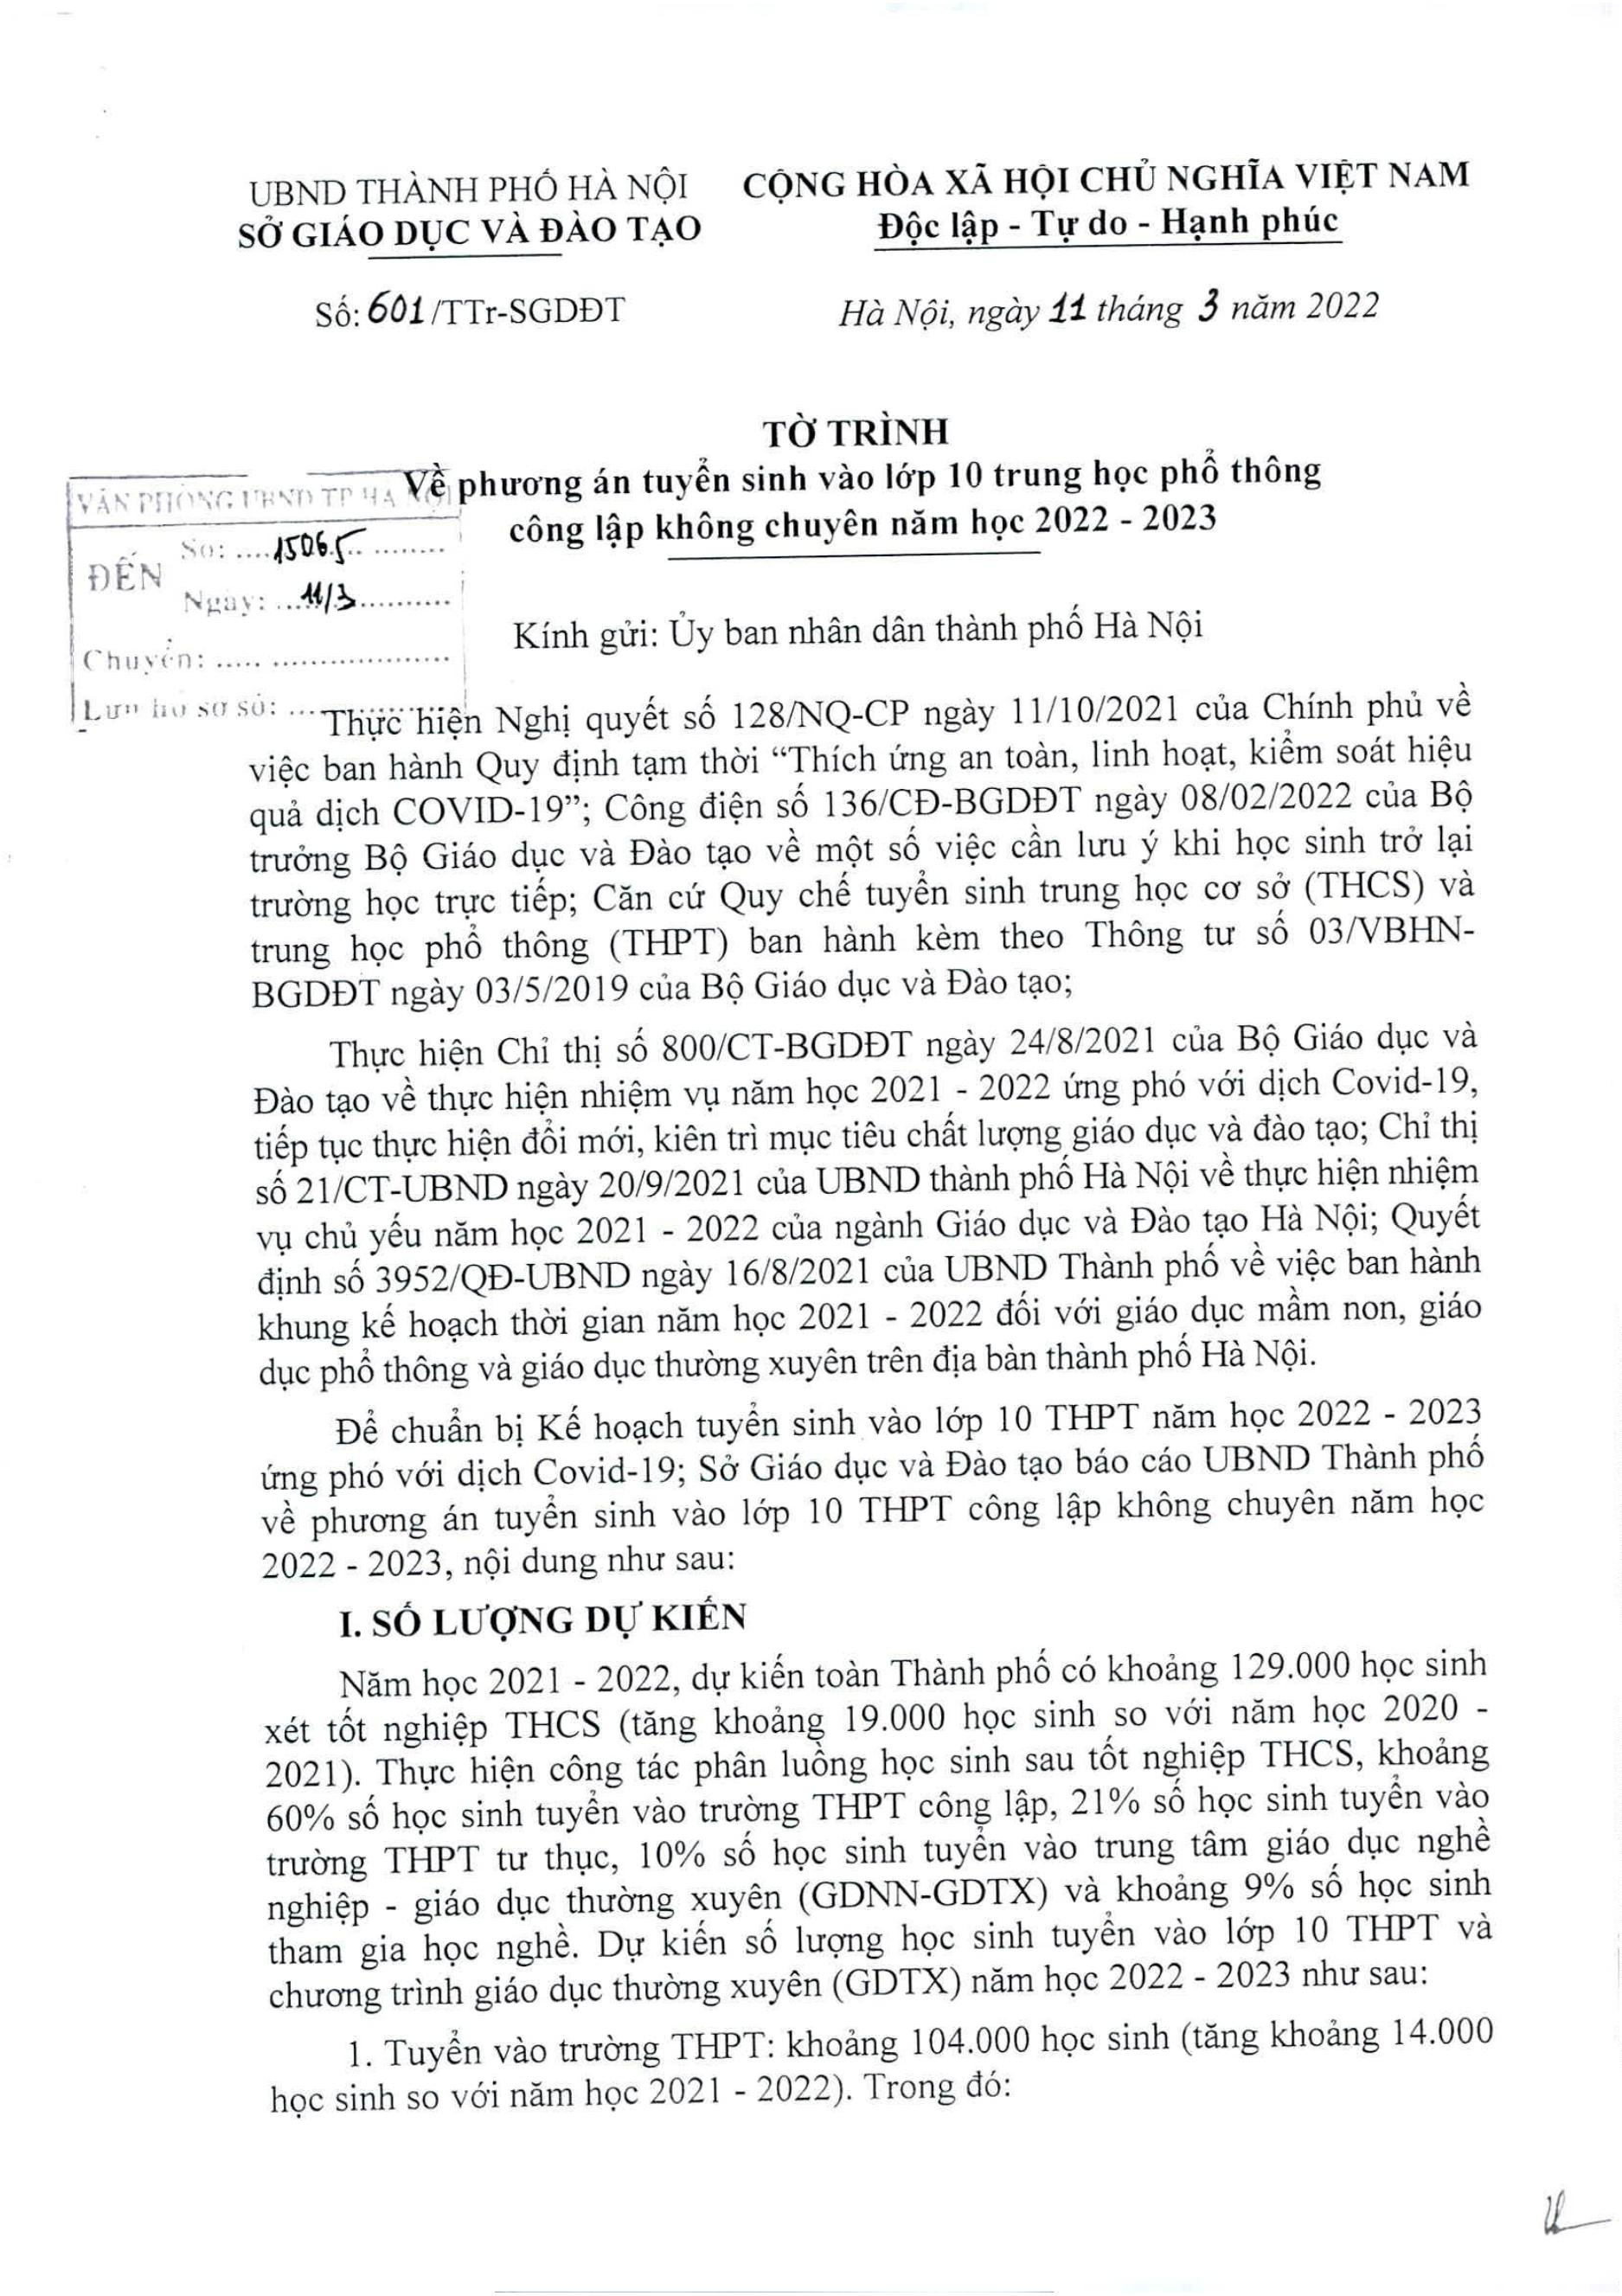 UBND THÀNH PHỐ HÀ NỘI
SỞ GIÁO DỤC VÀ ĐÀO TẠO
Số: 601/TTr-SGDĐT
CỘNG HÒA XÃ HỘI CHỦ NGHĨA VIỆT NAM
Độc lập - Tự do - Hạnh phúc
Hà Nội, ngày 11 tháng 3 năm 2022
TỜ TRÌNH
Về phương án tuyển sinh vào lớp 10 trung học phổ thông
công lập không chuyên năm học 2022 - 2023
VĂN PHÒNG UBND TP HÀ NỘI
ĐẾN
Số: ....15065.. ........
Ngày: ...11/3...........
Chuyển: ..... ...................
Lưu hồ sơ số: ...
Kính gửi: Ủy ban nhân dân thành phố Hà Nội
Thực hiện Nghị quyết số 128/NQ-CP ngày 11/10/2021 của Chính phủ về
việc ban hành Quy định tạm thời “Thích ứng an toàn, linh hoạt, kiểm soát hiệu
quả dịch COVID-19”; Công điện số 136/CĐ-BGDĐT ngày 08/02/2022 của Bộ
trưởng Bộ Giáo dục và Đào tạo về một số việc cần lưu ý khi học sinh trở lại
trường học trực tiếp; Căn cứ Quy chế tuyển sinh trung học cơ sở (THCS) và
trung học phổ thông (THPT) ban hành kèm theo Thông tư số 03/VBHN-
BGDĐT ngày 03/5/2019 của Bộ Giáo dục và Đào tạo;
Thực hiện Chỉ thị số 800/CT-BGDĐT ngày 24/8/2021 của Bộ Giáo dục và
Đào tạo về thực hiện nhiệm vụ năm học 2021 - 2022 ứng phó với dịch Covid-19,
tiếp tục thực hiện đổi mới, kiên trì mục tiêu chất lượng giáo dục và đào tạo; Chỉ thị
số 21/CT-UBND ngày 20/9/2021 của UBND thành phố Hà Nội về thực hiện nhiệm
vụ chủ yếu năm học 2021 - 2022 của ngành Giáo dục và Đào tạo Hà Nội; Quyết
định số 3952/QĐ-UBND ngày 16/8/2021 của UBND Thành phố về việc ban hành
khung kế hoạch thời gian năm học 2021 - 2022 đối với giáo dục mầm non, giáo
dục phổ thông và giáo dục thường xuyên trên địa bàn thành phố Hà Nội.
Để chuẩn bị Kế hoạch tuyển sinh vào lớp 10 THPT năm học 2022 - 2023
ứng phó với dịch Covid-19; Sở Giáo dục và Đào tạo báo cáo UBND Thành phố
về phương án tuyển sinh vào lớp 10 THPT công lập không chuyên năm học
2022 - 2023, nội dung như sau:
I. SỐ LƯỢNG DỰ KIẾN
Năm học 2021 - 2022, dự kiến toàn Thành phố có khoảng 129.000 học sinh
xét tốt nghiệp THCS (tăng khoảng 19.000 học sinh so với năm học 2020 -
2021). Thực hiện công tác phân luồng học sinh sau tốt nghiệp THCS, khoảng
60% số học sinh tuyển vào trường THPT công lập, 21% số học sinh tuyển vào
trường THPT tư thục, 10% số học sinh tuyển vào trung tâm giáo dục nghề
nghiệp - giáo dục thường xuyên (GDNN-GDTX) và khoảng 9% số học sinh
tham gia học nghề. Dự kiến số lượng học sinh tuyển vào lớp 10 THPT và
chương trình giáo dục thường xuyên (GDTX) năm học 2022 - 2023 như sau:
1. Tuyển vào trường THPT: khoảng 104.000 học sinh (tăng khoảng 14.000
học sinh so với năm học 2021 - 2022). Trong đó: